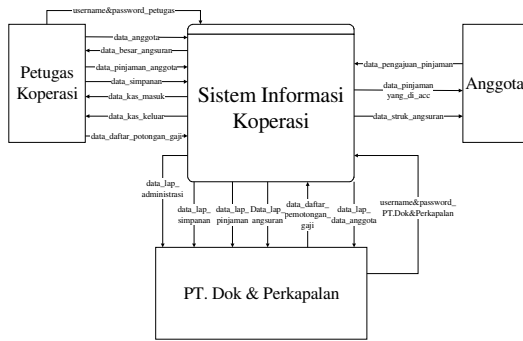 username&password_petugas
data_anggota
data_besar_angsuran
data_pinjaman_anggota
data_simpanan
data_kas_masuk
data_kas_keluar
data_daftar_potongan_gaji
Petugas
Koperasi
Sistem Informasi
Koperasi
data_pengajuan_pinjaman
data_pinjaman
yang_di_acc
data_struk_angsuran
Anggota
data_lap_
administrasi
data_lap_
simpanan
data_lap_
pinjaman
Data_lap_
angsuran
data_daftar_
pemotongan_
gaji
data_lap_
data_anggota
username&password_
PT.Dok&Perkapalan
PT. Dok & Perkapalan